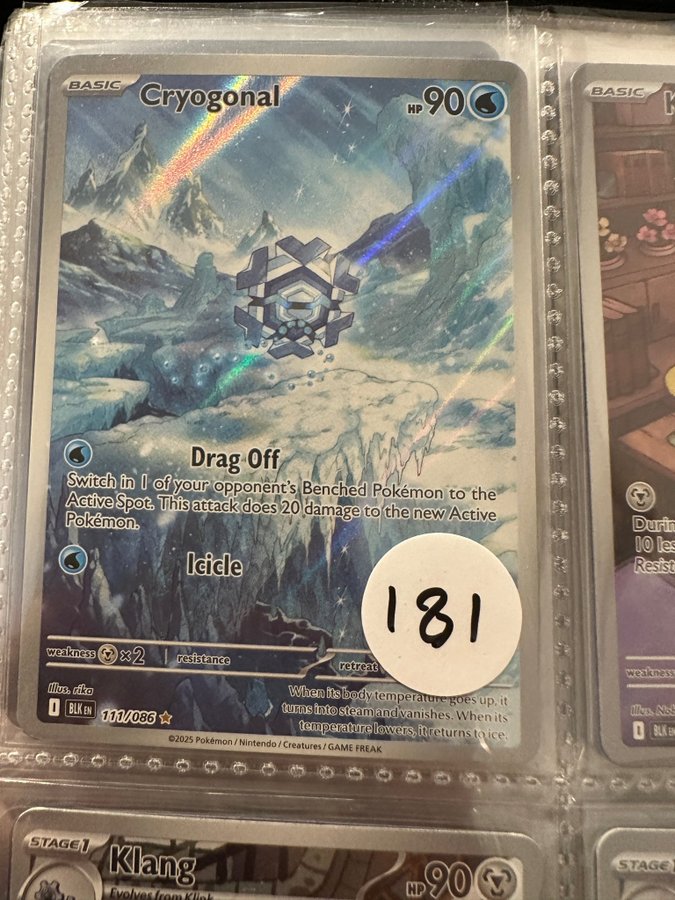 BASIC
Cryogonal
HP 90
Drag Off
Switch in 1 of your opponent's Benched Pokémon to the
Active Spot. This attack does 20 damage to the new Active
Pokémon.
Icicle
181
weakness ×2 resistance retreat
Illus. rika
I BLK EN 111/086
When its body temperature goes up, it
turns into steam and vanishes. When its
temperature lowers, it returns to ice.
©2025 Pokémon / Nintendo / Creatures / GAME FREAK
BASIC
K
Durin
10 les
Resist
weakness
Illus. Nob
I BLK EN
STAGE 1
Klang
Evolves from Klink
HP 90
STAGE